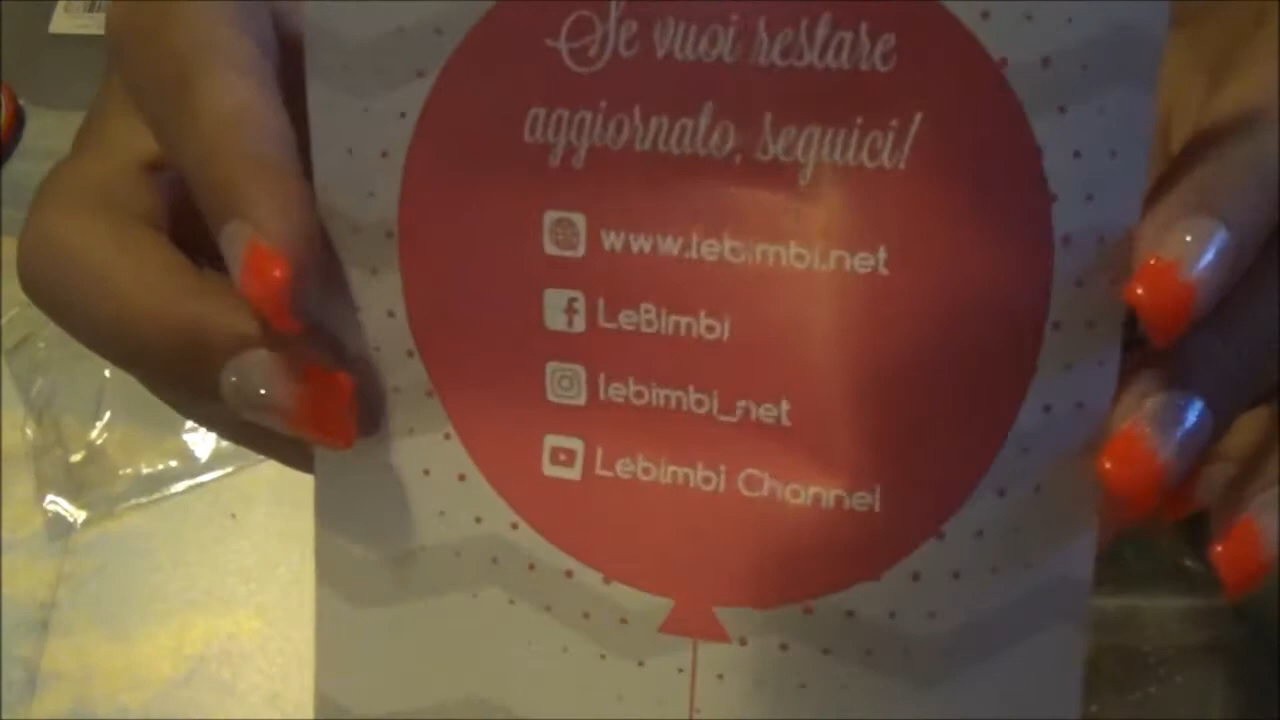 Se vuoi restare
aggiornato, seguici!
www.lebimbi.net
LeBimbi
lebimbi_net
Lebimbi Channel